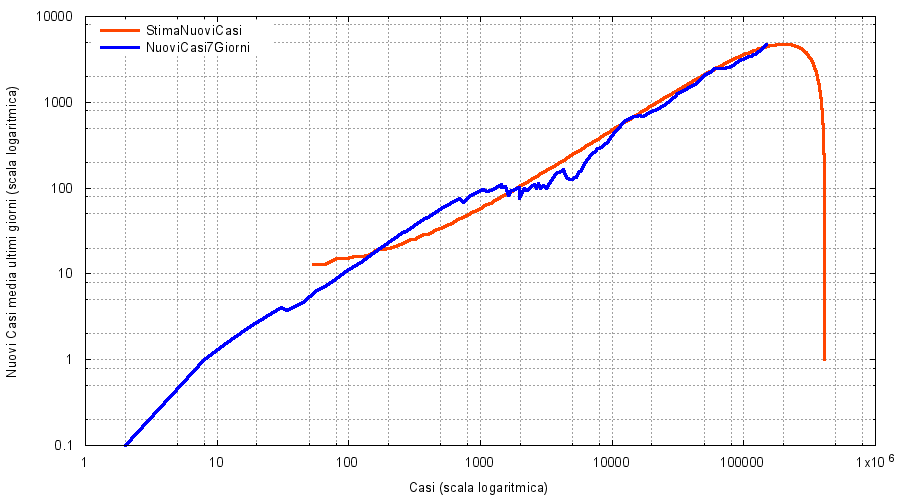 10000
StimaNuoviCasi
NuoviCasi7Giorni
1000
100
10
1
0.1
Nuovi Casi media ultimi giorni (scala logaritmica)
1 10 100 1000 10000 100000 1x10 6
Casi (scala logaritmica)